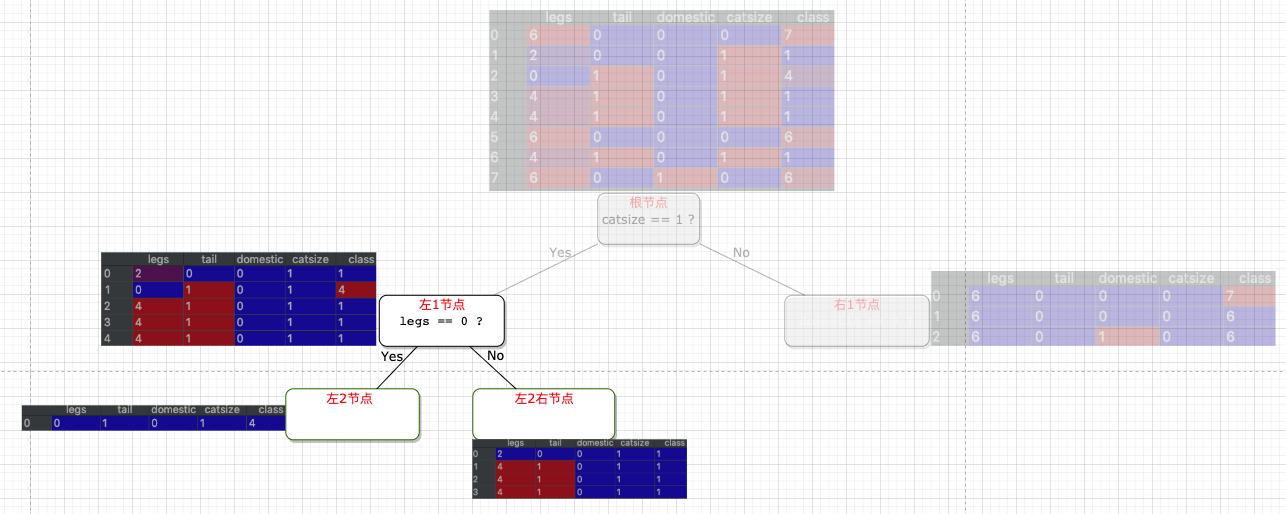 legs tail domestic catsize class
0 6 0 0 0 7
1 2 0 0 1 1
2 0 1 0 1 4
3 4 1 0 1 1
4 4 1 0 1 1
5 6 0 0 0 6
6 4 1 0 1 1
7 6 0 1 0 6
根节点
catsize == 1 ?
Yes
No
legs tail domestic catsize class
0 2 0 0 1 1
1 0 1 0 1 4
2 4 1 0 1 1
3 4 1 0 1 1
4 4 1 0 1 1
左1节点
legs == 0 ?
右1节点
legs tail domestic catsize class
0 6 0 0 0 7
1 6 0 0 0 6
2 6 0 1 0 6
Yes
No
legs tail domestic catsize class
0 0 1 0 1 4
左2节点
左2右节点
legs tail domestic catsize class
0 2 0 0 1 1
1 4 1 0 1 1
2 4 1 0 1 1
3 4 1 0 1 1